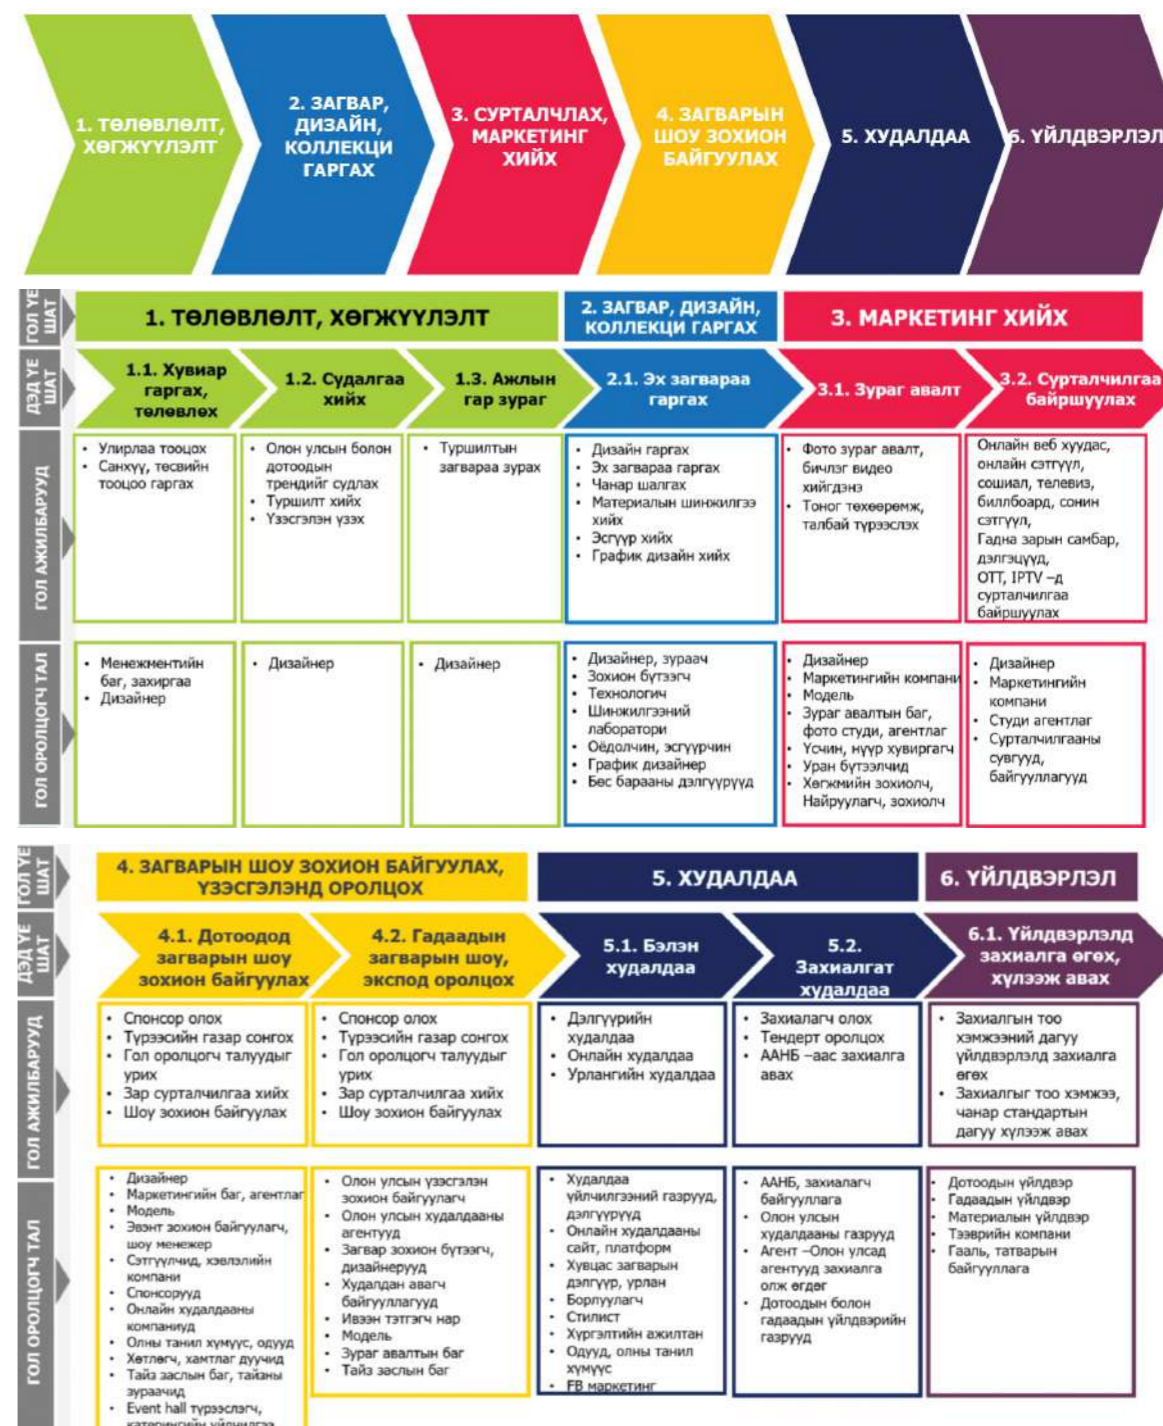 1. ТӨЛӨВЛӨЛТ,
ХӨГЖҮҮЛЭЛТ
2. ЗАГВАР,
ДИЗАЙН,
КОЛЛЕКЦИ
ГАРГАХ
3. СУРТАЛЧЛАХ,
МАРКЕТИНГ
ХИЙХ
4. ЗАГВАРЫН
ШОУ ЗОХИОН
БАЙГУУЛАХ
5. ХУДАЛДАА
6. ҮЙЛДВЭРЛЭЛ
ГОЛ ҮЕ
ШАТ
1. ТӨЛӨВЛӨЛТ, ХӨГЖҮҮЛЭЛТ
2. ЗАГВАР, ДИЗАЙН,
КОЛЛЕКЦИ ГАРГАХ
3. МАРКЕТИНГ ХИЙХ
ДЭД ҮЕ
ШАТ
1.1. Хувиар
гаргах,
төлөвлөх
1.2. Судалгаа
хийх
1.3. Ажлын
гар зураг
2.1. Эх загвараа
гаргах
3.1. Зураг авалт
3.2. Сурталчилгаа
байршуулах
ГОЛ АЖИЛБАРУУД
• Улирлаа тооцох
• Санхүү, төсвийн
тооцоо гаргах
• Олон улсын болон
дотоодын
трендийг судлах
• Туршилт хийх
• Үзэсгэлэн үзэх
• Туршилтын
загвараа зурах
• Дизайн гаргах
• Эх загвараа гаргах
• Чанар шалгах
• Материалын шинжилгээ
хийх
• Эсгүүр хийх
• График дизайн хийх
• Фото зураг авалт,
бичлэг видео
хийгдэнэ
• Тоног төхөөрөмж,
талбай түрээслэх
Онлайн веб хуудас,
онлайн сэтгүүл,
сошиал, телевиз,
биллбоард, сонин
сэтгүүл,
Гадна зарын самбар,
дэлгэцүүд,
ОТТ, IPTV –д
сурталчилгаа
байршуулах
ГОЛ ОРОЛЦОГЧ ТАЛ
• Менежментийн
баг, захиргаа
• Дизайнер
• Дизайнер
• Дизайнер
• Дизайнер, зураач
• Зохион бүтээгч
• Технологич
• Шинжилгээний
лаборатори
• Оёдолчин, эсгүүрчин
• График дизайнер
• Бөс барааны дэлгүүрүүд
• Дизайнер
• Маркетингийн компани
• Модель
• Зураг авалтын баг,
фото студи, агентлаг
• Үсчин, нүүр хувиргагч
• Уран бүтээлчид
• Хөгжмийн зохиолч,
Найруулагч, зохиолч
• Дизайнер
• Маркетингийн
компани
• Студи агентлаг
• Сурталчилгааны
сувгууд,
байгууллагууд
ГОЛ ҮЕ
ШАТ
4. ЗАГВАРЫН ШОУ ЗОХИОН БАЙГУУЛАХ,
ҮЗЭСГЭЛЭНД ОРОЛЦОХ
5. ХУДАЛДАА
6. ҮЙЛДВЭРЛЭЛ
ДЭД ҮЕ
ШАТ
4.1. Дотоодод
загварын шоу
зохион байгуулах
4.2. Гадаадын
загварын шоу,
экспод оролцох
5.1. Бэлэн
худалдаа
5.2.
Захиалгат
худалдаа
6.1. Үйлдвэрлэлд
захиалга өгөх,
хүлээж авах
ГОЛ АЖИЛБАРУУД
• Спонсор олох
• Түрээсийн газар сонгох
• Гол оролцогч талуудыг
урих
• Зар сурталчилгаа хийх
• Шоу зохион байгуулах
• Спонсор олох
• Түрээсийн газар сонгох
• Гол оролцогч талуудыг
урих
• Зар сурталчилгаа хийх
• Шоу зохион байгуулах
• Дэлгүүрийн
худалдаа
• Онлайн худалдаа
• Урлангийн худалдаа
• Захиалагч олох
• Тендерт оролцох
• ААНБ –аас захиалга
авах
• Захиалгын тоо
хэмжээний дагуу
үйлдвэрлэлд захиалга
өгөх
• Захиалгыг тоо хэмжээ,
чанар стандартын
дагуу хүлээж авах
ГОЛ ОРОЛЦОГЧ ТАЛ
• Дизайнер
• Маркетингийн баг, агентлаг
• Модель
• Эвэнт зохион байгуулагч,
шоу менежер
• Сэтгүүлчид, хэвлэлийн
компани
• Спонсорууд
• Онлайн худалдааны
компаниуд
• Олны танил хүмүүс, одууд
• Хөтлөгч, хамтлаг дуучид
• Тайз заслын баг, тайзны
зураачид
• Event hall түрээслэгч,
катерингийн үйлчилгээ
• Олон улсын үзэсгэлэн
зохион байгуулагч
• Олон улсын худалдааны
агентууд
• Загвар зохион бүтээгч,
дизайнерууд
• Худалдан авагч
байгууллагууд
• Ивээн тэтгэгч нар
• Модель
• Зураг авалтын баг
• Тайз заслын баг
• Худалдаа
үйлчилгээний газрууд,
дэлгүүрүүд
• Онлайн худалдааны
сайт, платформ
• Хувцас загварын
дэлгүүр, урлан
• Борлуулагч
• Стилист
• Хүргэлтийн ажилтан
• Одууд, олны танил
хүмүүс
• FB маркетинг
• ААНБ, захиалагч
байгууллага
• Олон улсын
худалдааны газрууд
• Агент –Олон улсад
агентууд захиалга
олж өгдөг
• Дотоодын болон
гадаадын үйлдвэрийн
газрууд
• Дотоодын үйлдвэр
• Гадаадын үйлдвэр
• Материалын үйлдвэр
• Тээврийн компани
• Гааль, татварын
байгууллага